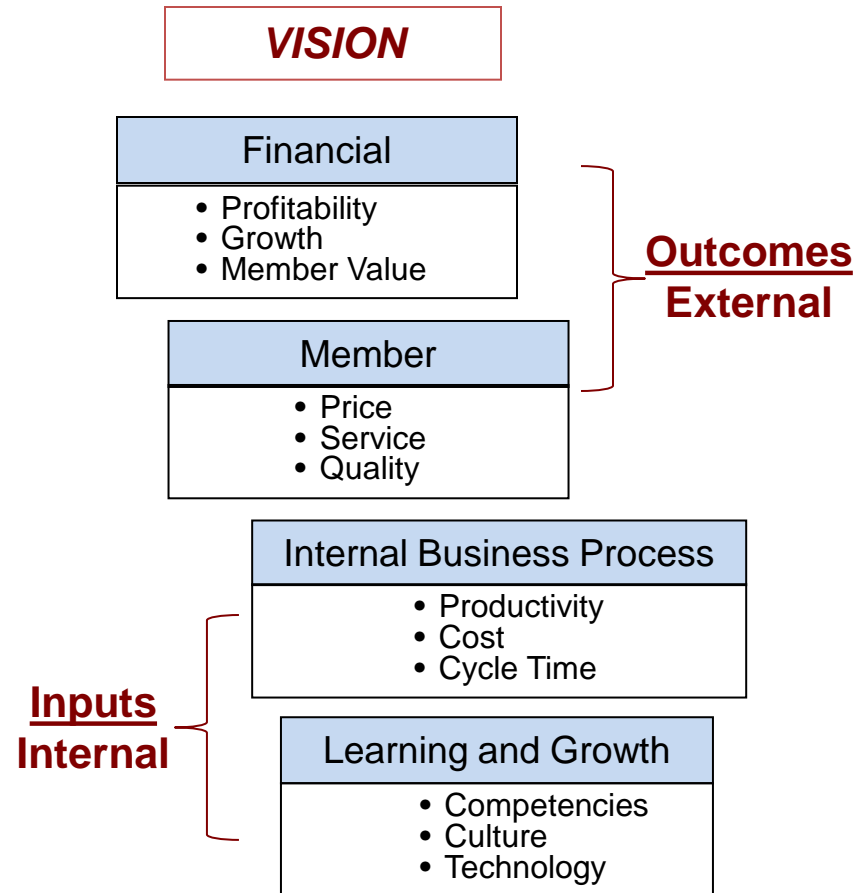 VISION
Financial
• Profitability
• Growth
• Member Value
Outcomes
External
Member
• Price
• Service
• Quality
Internal Business Process
• Productivity
• Cost
• Cycle Time
Inputs
Internal
Learning and Growth
• Competencies
• Culture
• Technology